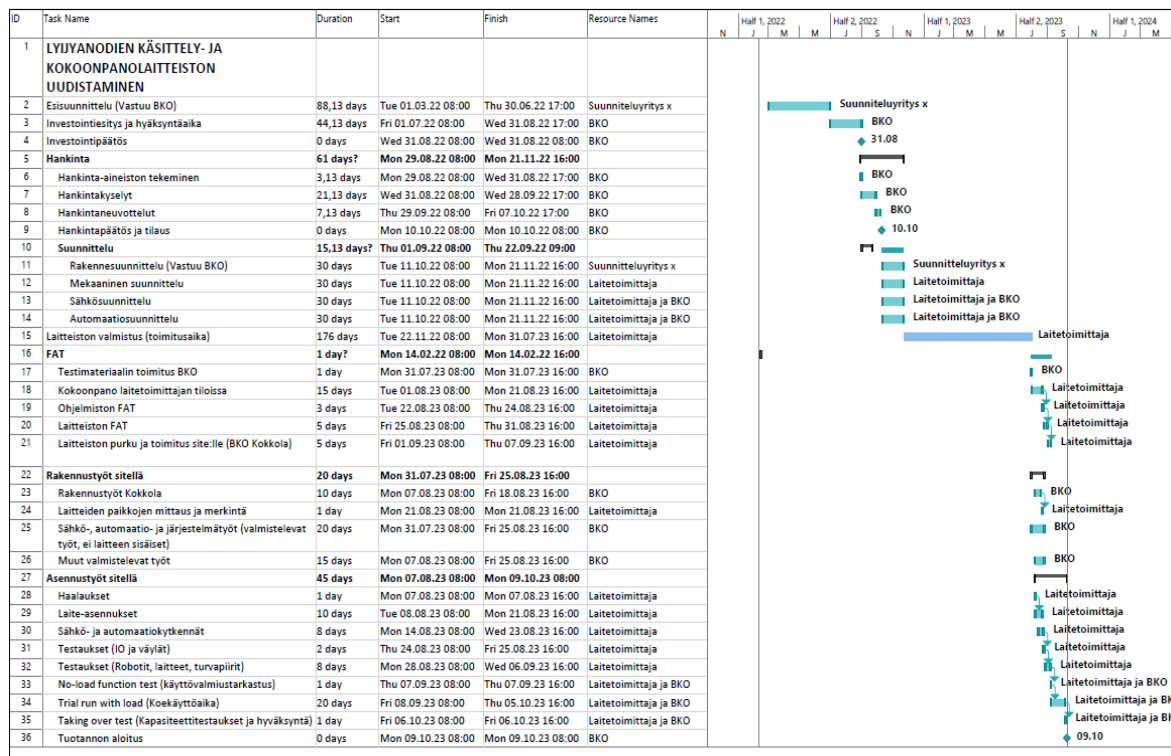 ID Task Name Duration Start Finish Resource Names Half 1, 2022 Half 2, 2022 Half 1, 2023 Half 2, 2023 Half 1, 2024
N J M M J S N J M M J S N J M
1 LYIJYANODIEN KÄSITTELY- JA
KOKOONPANOLAITTEISTON
UUDISTAMINEN
2 Esisuunnittelu (Vastuu BKO) 88,13 days Tue 01.03.22 08:00 Thu 30.06.22 17:00 Suunniteluyritys x Suunniteluyritys x
3 Investointiesitys ja hyäksyntäaika 44,13 days Fri 01.07.22 08:00 Wed 31.08.22 17:00 BKO BKO
4 Investointipäätös 0 days Wed 31.08.22 08:00 Wed 31.08.22 08:00 BKO 31.08
5 Hankinta 61 days? Mon 29.08.22 08:00 Mon 21.11.22 16:00
6 Hankinta-aineiston tekeminen 3,13 days Mon 29.08.22 08:00 Wed 31.08.22 17:00 BKO BKO
7 Hankintakyselyt 21,13 days Wed 31.08.22 08:00 Wed 28.09.22 17:00 BKO BKO
8 Hankintaneuvottelut 7,13 days Thu 29.09.22 08:00 Fri 07.10.22 17:00 BKO BKO
9 Hankintapäätös ja tilaus 0 days Mon 10.10.22 08:00 Mon 10.10.22 08:00 BKO 10.10
10 Suunnittelu 15,13 days? Thu 01.09.22 08:00 Thu 22.09.22 09:00
11 Rakennesuunnittelu (Vastuu BKO) 30 days Tue 11.10.22 08:00 Mon 21.11.22 16:00 Suunnitteluyritys x Suunnitteluyritys x
12 Mekaaninen suunnittelu 30 days Tue 11.10.22 08:00 Mon 21.11.22 16:00 Laitetoimittaja Laitetoimittaja
13 Sähkösuunnittelu 30 days Tue 11.10.22 08:00 Mon 21.11.22 16:00 Laitetoimittaja ja BKO Laitetoimittaja ja BKO
14 Automaatiosuunnittelu 30 days Tue 11.10.22 08:00 Mon 21.11.22 16:00 Laitetoimittaja ja BKO Laitetoimittaja ja BKO
15 Laitteiston valmistus (toimitusaika) 176 days Tue 22.11.22 08:00 Mon 31.07.23 16:00 Laitetoimittaja Laitetoimittaja
16 FAT 1 day? Mon 14.02.22 08:00 Mon 14.02.22 16:00
17 Testimateriaalin toimitus BKO 1 day Mon 31.07.23 08:00 Mon 31.07.23 16:00 BKO BKO
18 Kokoonpano laitetoimittajan tiloissa 15 days Tue 01.08.23 08:00 Mon 21.08.23 16:00 Laitetoimittaja Laitetoimittaja
19 Ohjelmiston FAT 3 days Tue 22.08.23 08:00 Thu 24.08.23 16:00 Laitetoimittaja Laitetoimittaja
20 Laitteiston FAT 5 days Fri 25.08.23 08:00 Thu 31.08.23 16:00 Laitetoimittaja Laitetoimittaja
21 Laitteiston purku ja toimitus site:lle (BKO Kokkola) 5 days Fri 01.09.23 08:00 Thu 07.09.23 16:00 Laitetoimittaja Laitetoimittaja
22 Rakennustyöt sitellä 20 days Mon 31.07.23 08:00 Fri 25.08.23 16:00
23 Rakennustyöt Kokkola 10 days Mon 07.08.23 08:00 Fri 18.08.23 16:00 BKO BKO
24 Laitteiden paikkojen mittaus ja merkintä 1 day Mon 21.08.23 08:00 Mon 21.08.23 16:00 Laitetoimittaja Laitetoimittaja
25 Sähkö-, automaatio- ja järjestelmätyöt (valmistelevat 20 days Mon 31.07.23 08:00 Fri 25.08.23 16:00 BKO BKO
työt, ei laitteen sisäiset)
26 Muut valmistelevat työt 15 days Mon 07.08.23 08:00 Fri 25.08.23 16:00 BKO BKO
27 Asennustyöt sitellä 45 days Mon 07.08.23 08:00 Mon 09.10.23 08:00
28 Haalaukset 1 day Mon 07.08.23 08:00 Mon 07.08.23 16:00 Laitetoimittaja Laitetoimittaja
29 Laite-asennukset 10 days Tue 08.08.23 08:00 Mon 21.08.23 16:00 Laitetoimittaja Laitetoimittaja
30 Sähkö- ja automaatiokytkennät 8 days Mon 14.08.23 08:00 Wed 23.08.23 16:00 Laitetoimittaja Laitetoimittaja
31 Testaukset (IO ja väylät) 2 days Thu 24.08.23 08:00 Fri 25.08.23 16:00 Laitetoimittaja Laitetoimittaja
32 Testaukset (Robotit, laitteet, turvapiirit) 8 days Mon 28.08.23 08:00 Wed 06.09.23 16:00 Laitetoimittaja Laitetoimittaja
33 No-load function test (käyttövalmiustarkastus) 1 day Thu 07.09.23 08:00 Thu 07.09.23 16:00 Laitetoimittaja ja BKO Laitetoimittaja ja BKO
34 Trial run with load (Koekäyttöaika) 20 days Fri 08.09.23 08:00 Thu 05.10.23 16:00 Laitetoimittaja ja BKO Laitetoimittaja ja BK
35 Taking over test (Kapasiteettitestaukset ja hyväksyntä) 1 day Fri 06.10.23 08:00 Fri 06.10.23 16:00 Laitetoimittaja ja BKO Laitetoimittaja ja BK
36 Tuotannon aloitus 0 days Mon 09.10.23 08:00 Mon 09.10.23 08:00 BKO 09.10